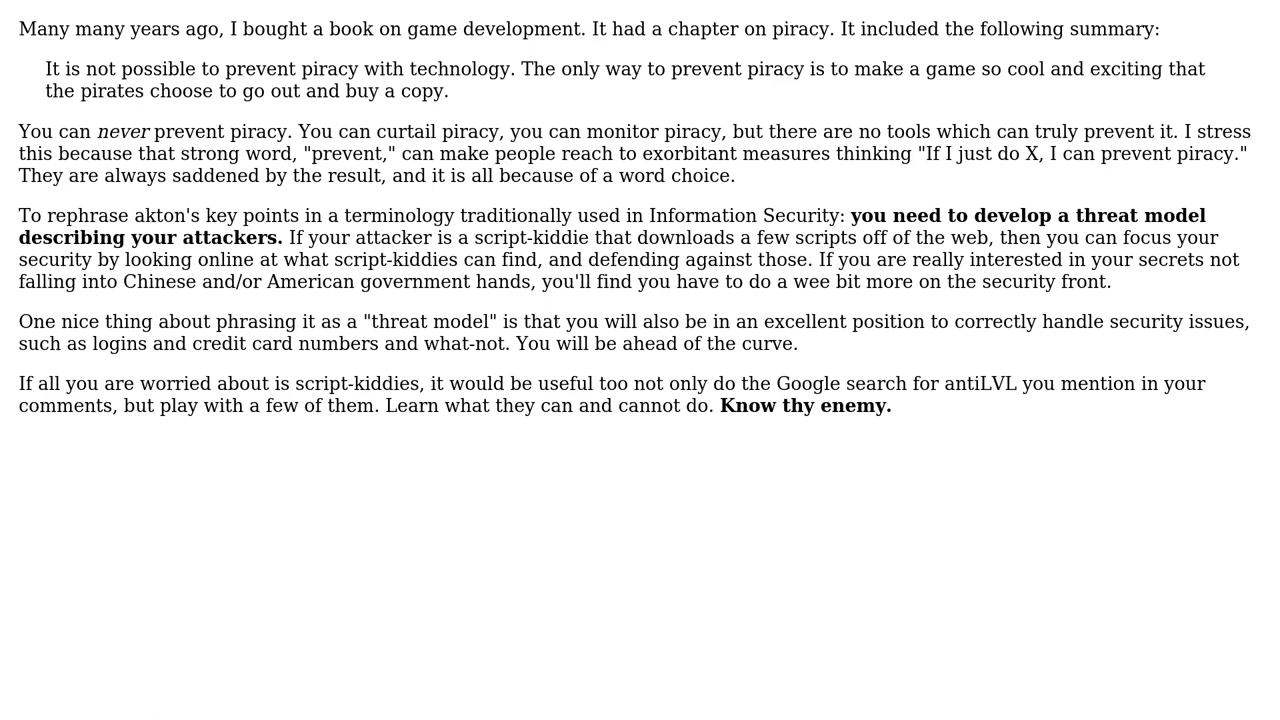 Many many years ago, I bought a book on game development. It had a chapter on piracy. It included the following summary:
It is not possible to prevent piracy with technology. The only way to prevent piracy is to make a game so cool and exciting that
the pirates choose to go out and buy a copy.
You can never prevent piracy. You can curtail piracy, you can monitor piracy, but there are no tools which can truly prevent it. I stress
this because that strong word, "prevent," can make people reach to exorbitant measures thinking "If I just do X, I can prevent piracy."
They are always saddened by the result, and it is all because of a word choice.
To rephrase akton's key points in a terminology traditionally used in Information Security: you need to develop a threat model
describing your attackers. If your attacker is a script-kiddie that downloads a few scripts off of the web, then you can focus your
security by looking online at what script-kiddies can find, and defending against those. If you are really interested in your secrets not
falling into Chinese and/or American government hands, you'll find you have to do a wee bit more on the security front.
One nice thing about phrasing it as a "threat model" is that you will also be in an excellent position to correctly handle security issues,
such as logins and credit card numbers and what-not. You will be ahead of the curve.
If all you are worried about is script-kiddies, it would be useful too not only do the Google search for antiLVL you mention in your
comments, but play with a few of them. Learn what they can and cannot do. Know thy enemy.